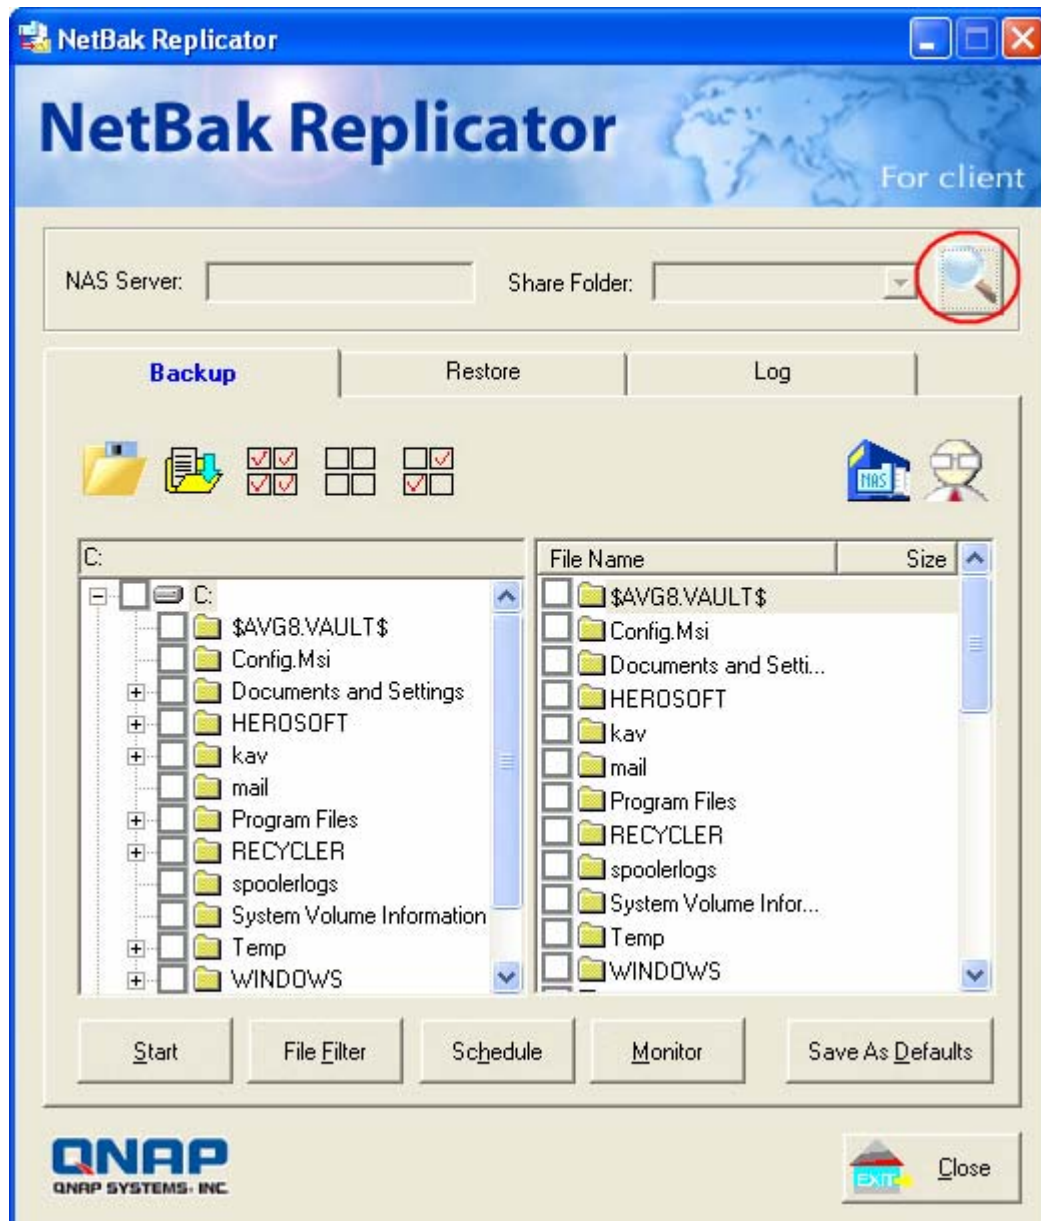 NetBak Replicator
NetBak Replicator
For client
NAS Server:
Share Folder:
Backup
Restore
Log
NAS
C:
C:
$AVG8.VAULT$
Config.Msi
Documents and Settings
HEROSOFT
kav
mail
Program Files
RECYCLER
spoolerlogs
System Volume Information
Temp
WINDOWS
File Name Size
$AVG8.VAULT$
Config.Msi
Documents and Setti...
HEROSOFT
kav
mail
Program Files
RECYCLER
spoolerlogs
System Volume Infor...
Temp
WINDOWS
Start
File Filter
Schedule
Monitor
Save As Defaults
QNAP
QNAP SYSTEMS, INC.
EXIT
Close